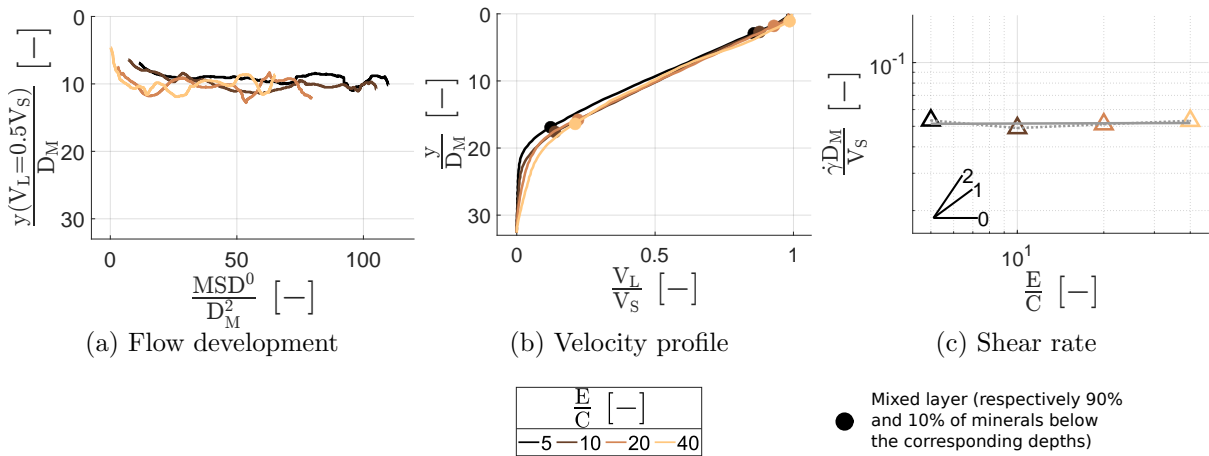 0
10
20
30
y(V_L=0.5V_S)/D_M [−]
0 50 100
MSD^0/D_M^2 [−]
(a) Flow development
0
10
20
30
y/D_M [−]
0 0.5 1
V_L/V_S [−]
(b) Velocity profile
10^-1
γ̇D_M/V_S [−]
2
1
0
10^1
E/C [−]
(c) Shear rate
E/C [−]
5 10 20 40
Mixed layer (respectively 90%
and 10% of minerals below
the corresponding depths)